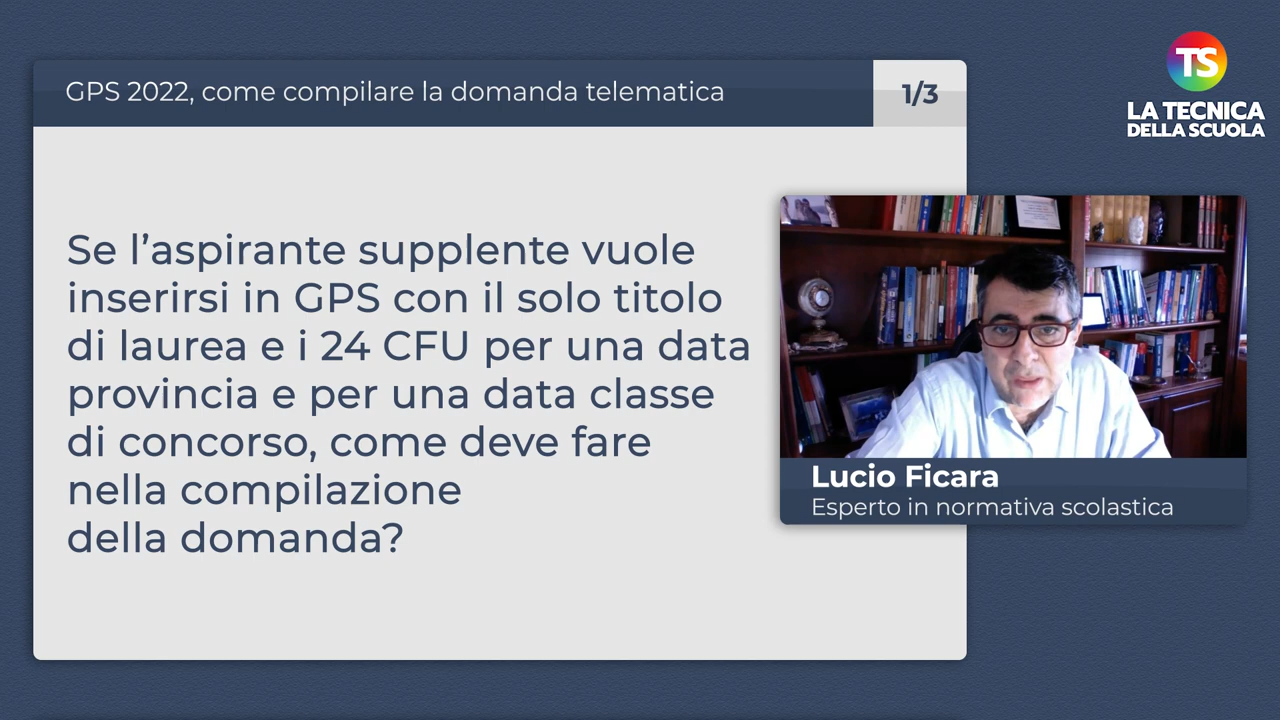 GPS 2022, come compilare la domanda telematica
1/3
TS
LA TECNICA
DELLA SCUOLA
Se l’aspirante supplente vuole
inserirsi in GPS con il solo titolo
di laurea e i 24 CFU per una data
provincia e per una data classe
di concorso, come deve fare
nella compilazione
della domanda?
Lucio Ficara
Esperto in normativa scolastica